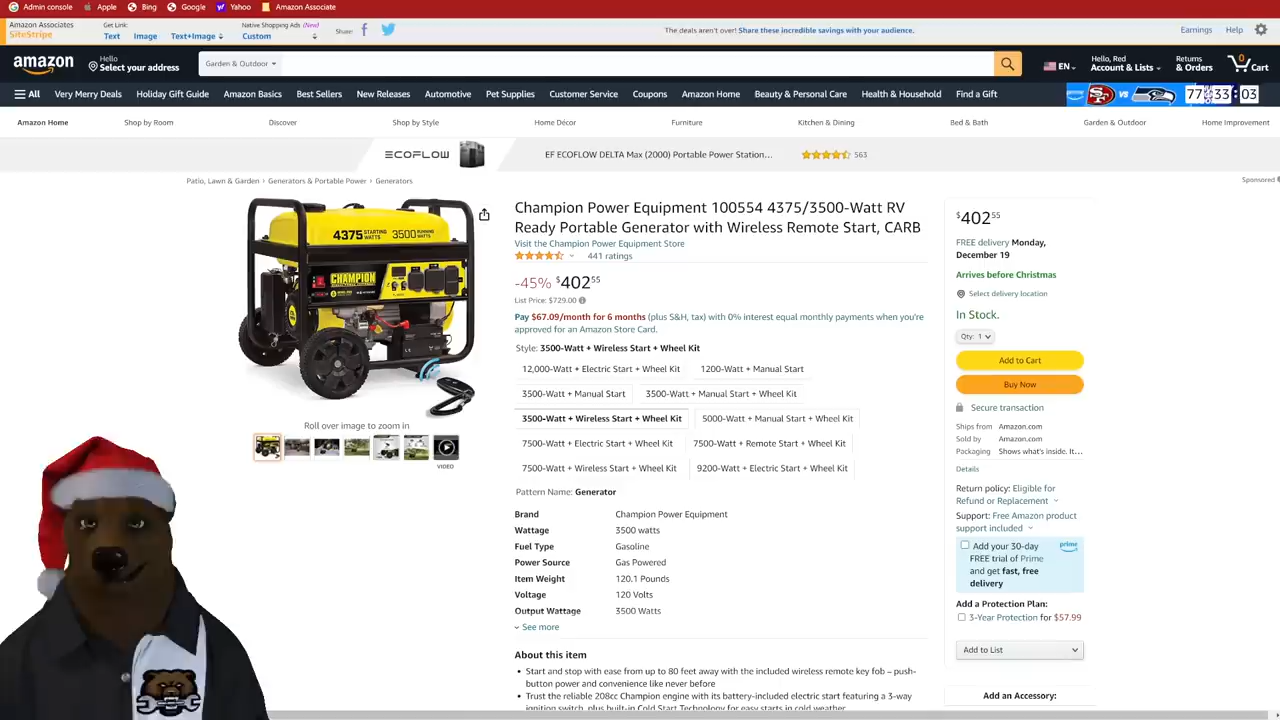 Admin console
Apple
Bing
Google
Yahoo
Amazon Associate
Amazon Associates
SiteStripe
Get Link:
Text
Image
Text+Image
Native Shopping Ads (New)
Custom
Share:
The deals aren't over! Share these incredible savings with your audience.
Earnings
Help
amazon
Hello
Select your address
Garden & Outdoor
EN
Hello, Red
Account & Lists
Returns
& Orders
0
Cart
All
Very Merry Deals
Holiday Gift Guide
Amazon Basics
Best Sellers
New Releases
Automotive
Pet Supplies
Customer Service
Coupons
Amazon Home
Beauty & Personal Care
Health & Household
Find a Gift
VS
77:33:03
Amazon Home
Shop by Room
Discover
Shop by Style
Home Décor
Furniture
Kitchen & Dining
Bed & Bath
Garden & Outdoor
Home Improvement
ECOFLOW
EF ECOFLOW DELTA Max (2000) Portable Power Station...
563
Patio, Lawn & Garden › Generators & Portable Power › Generators
Sponsored
4375 STARTING WATTS 3500 RUNNING WATTS
CHAMPION
Roll over image to zoom in
VIDEO
Champion Power Equipment 100554 4375/3500-Watt RV
Ready Portable Generator with Wireless Remote Start, CARB
Visit the Champion Power Equipment Store
441 ratings
-45% $402 55
List Price: $729.00
Pay $67.09/month for 6 months (plus S&H, tax) with 0% interest equal monthly payments when you're
approved for an Amazon Store Card.
Style: 3500-Watt + Wireless Start + Wheel Kit
12,000-Watt + Electric Start + Wheel Kit
1200-Watt + Manual Start
3500-Watt + Manual Start
3500-Watt + Manual Start + Wheel Kit
3500-Watt + Wireless Start + Wheel Kit
5000-Watt + Manual Start + Wheel Kit
7500-Watt + Electric Start + Wheel Kit
7500-Watt + Remote Start + Wheel Kit
7500-Watt + Wireless Start + Wheel Kit
9200-Watt + Electric Start + Wheel Kit
Pattern Name: Generator
Brand Champion Power Equipment
Wattage 3500 watts
Fuel Type Gasoline
Power Source Gas Powered
Item Weight 120.1 Pounds
Voltage 120 Volts
Output Wattage 3500 Watts
See more
About this item
• Start and stop with ease from up to 80 feet away with the included wireless remote key fob – push-
button power and convenience like never before
• Trust the reliable 208cc Champion engine with its battery-included electric start featuring a 3-way
ignition switch, plus built-in Cold Start Technology for easy starts in cold weather
$402 55
FREE delivery Monday,
December 19
Arrives before Christmas
Select delivery location
In Stock.
Qty: 1
Add to Cart
Buy Now
Secure transaction
Ships from Amazon.com
Sold by Amazon.com
Packaging Shows what's inside. It...
Details
Return policy: Eligible for
Refund or Replacement
Support: Free Amazon product
support included
Add your 30-day
FREE trial of Prime
and get fast, free
delivery
prime
Add a Protection Plan:
3-Year Protection for $57.99
Add to List
Add an Accessory: